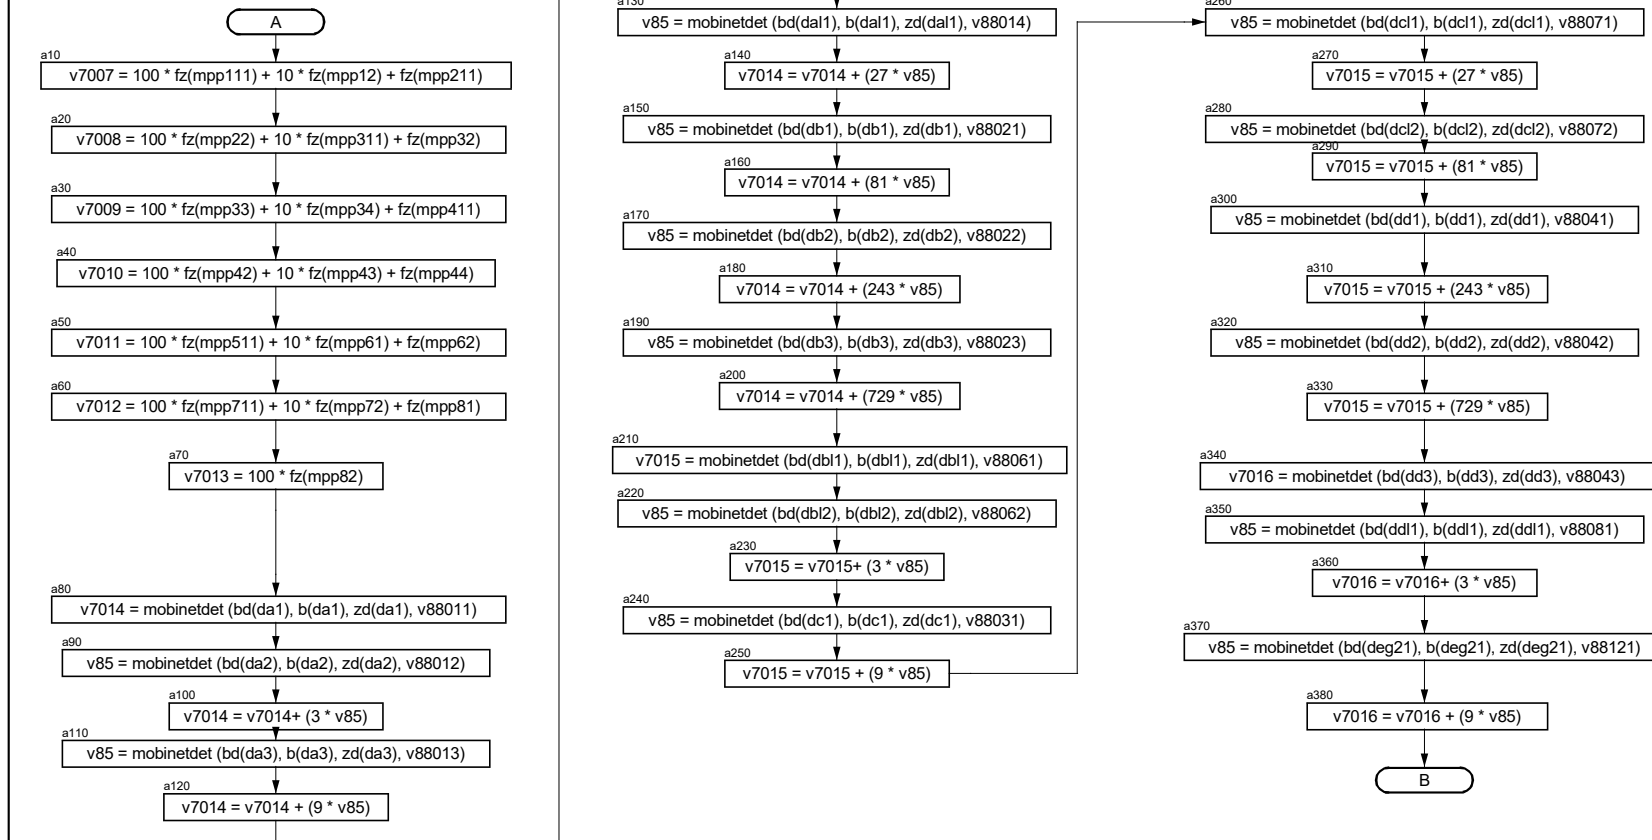 A
a10
v7007 = 100 * fz(mpp111) + 10 * fz(mpp12) + fz(mpp211)
a20
v7008 = 100 * fz(mpp22) + 10 * fz(mpp311) + fz(mpp32)
a30
v7009 = 100 * fz(mpp33) + 10 * fz(mpp34) + fz(mpp411)
a40
v7010 = 100 * fz(mpp42) + 10 * fz(mpp43) + fz(mpp44)
a50
v7011 = 100 * fz(mpp511) + 10 * fz(mpp61) + fz(mpp62)
a60
v7012 = 100 * fz(mpp711) + 10 * fz(mpp72) + fz(mpp81)
a70
v7013 = 100 * fz(mpp82)
a80
v7014 = mobinetdet (bd(da1), b(da1), zd(da1), v88011)
a90
v85 = mobinetdet (bd(da2), b(da2), zd(da2), v88012)
a100
v7014 = v7014+ (3 * v85)
a110
v85 = mobinetdet (bd(da3), b(da3), zd(da3), v88013)
a120
v7014 = v7014 + (9 * v85)
a130
v85 = mobinetdet (bd(dal1), b(dal1), zd(dal1), v88014)
a140
v7014 = v7014 + (27 * v85)
a150
v85 = mobinetdet (bd(db1), b(db1), zd(db1), v88021)
a160
v7014 = v7014 + (81 * v85)
a170
v85 = mobinetdet (bd(db2), b(db2), zd(db2), v88022)
a180
v7014 = v7014 + (243 * v85)
a190
v85 = mobinetdet (bd(db3), b(db3), zd(db3), v88023)
a200
v7014 = v7014 + (729 * v85)
a210
v7015 = mobinetdet (bd(dbl1), b(dbl1), zd(dbl1), v88061)
a220
v85 = mobinetdet (bd(dbl2), b(dbl2), zd(dbl2), v88062)
a230
v7015 = v7015+ (3 * v85)
a240
v85 = mobinetdet (bd(dc1), b(dc1), zd(dc1), v88031)
a250
v7015 = v7015 + (9 * v85)
a260
v85 = mobinetdet (bd(dcl1), b(dcl1), zd(dcl1), v88071)
a270
v7015 = v7015 + (27 * v85)
a280
v85 = mobinetdet (bd(dcl2), b(dcl2), zd(dcl2), v88072)
a290
v7015 = v7015 + (81 * v85)
a300
v85 = mobinetdet (bd(dd1), b(dd1), zd(dd1), v88041)
a310
v7015 = v7015 + (243 * v85)
a320
v85 = mobinetdet (bd(dd2), b(dd2), zd(dd2), v88042)
a330
v7015 = v7015 + (729 * v85)
a340
v7016 = mobinetdet (bd(dd3), b(dd3), zd(dd3), v88043)
a350
v85 = mobinetdet (bd(ddl1), b(ddl1), zd(ddl1), v88081)
a360
v7016 = v7016+ (3 * v85)
a370
v85 = mobinetdet (bd(deg21), b(deg21), zd(deg21), v88121)
a380
v7016 = v7016 + (9 * v85)
B